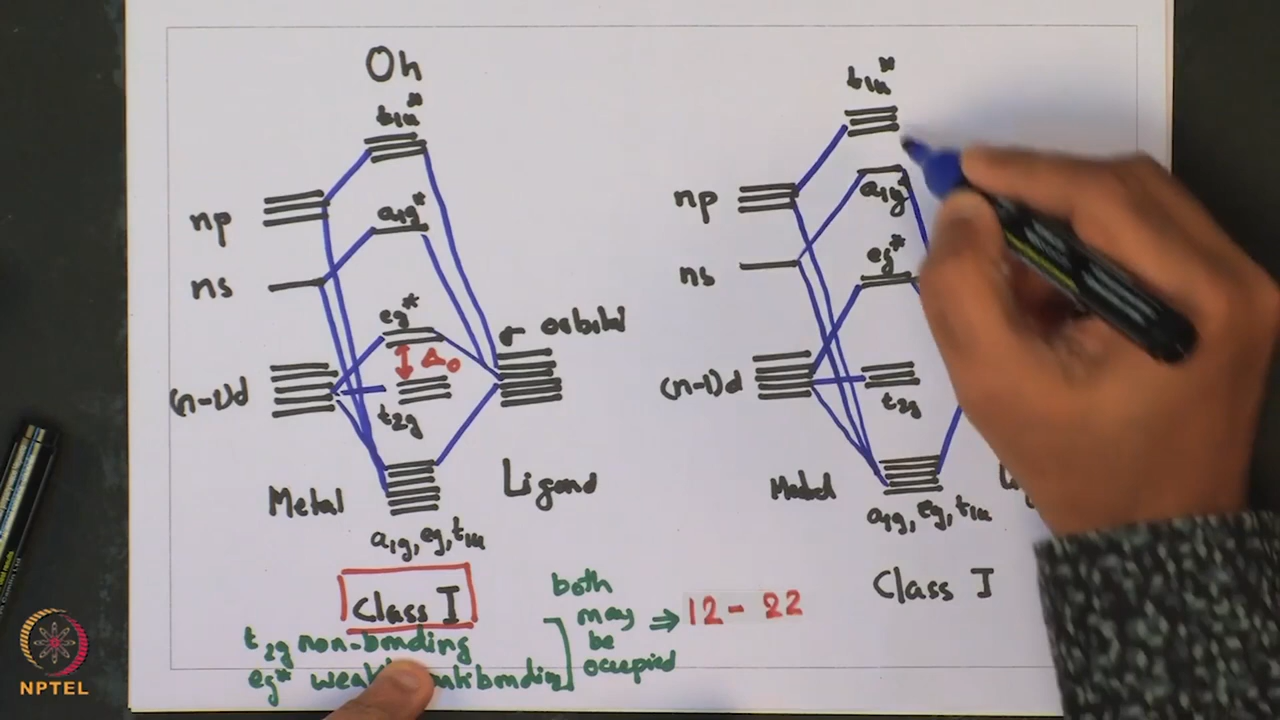 Oh
t1u*
np
a1g*
ns
eg*
orbital
Δo
(n-1)d
t2g
Metal
Ligand
a1g, eg, t1u
Class I
t2g non-bonding
eg*
both
may
be
occupied
⇒ 12 - 22
t1u*
np
a1g*
ns
eg*
(n-1)d
t2g
Metal
a1g, eg, t1u
Class I
NPTEL